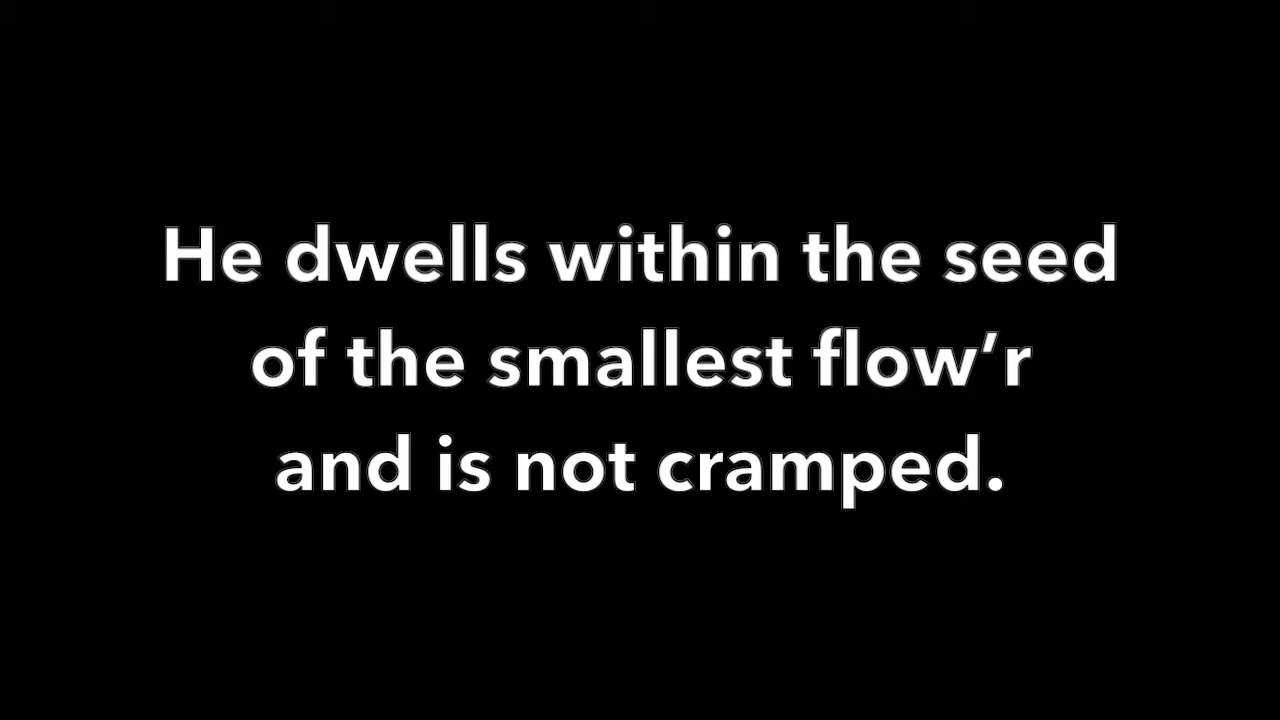 He dwells within the seed
of the smallest flow’r
and is not cramped.